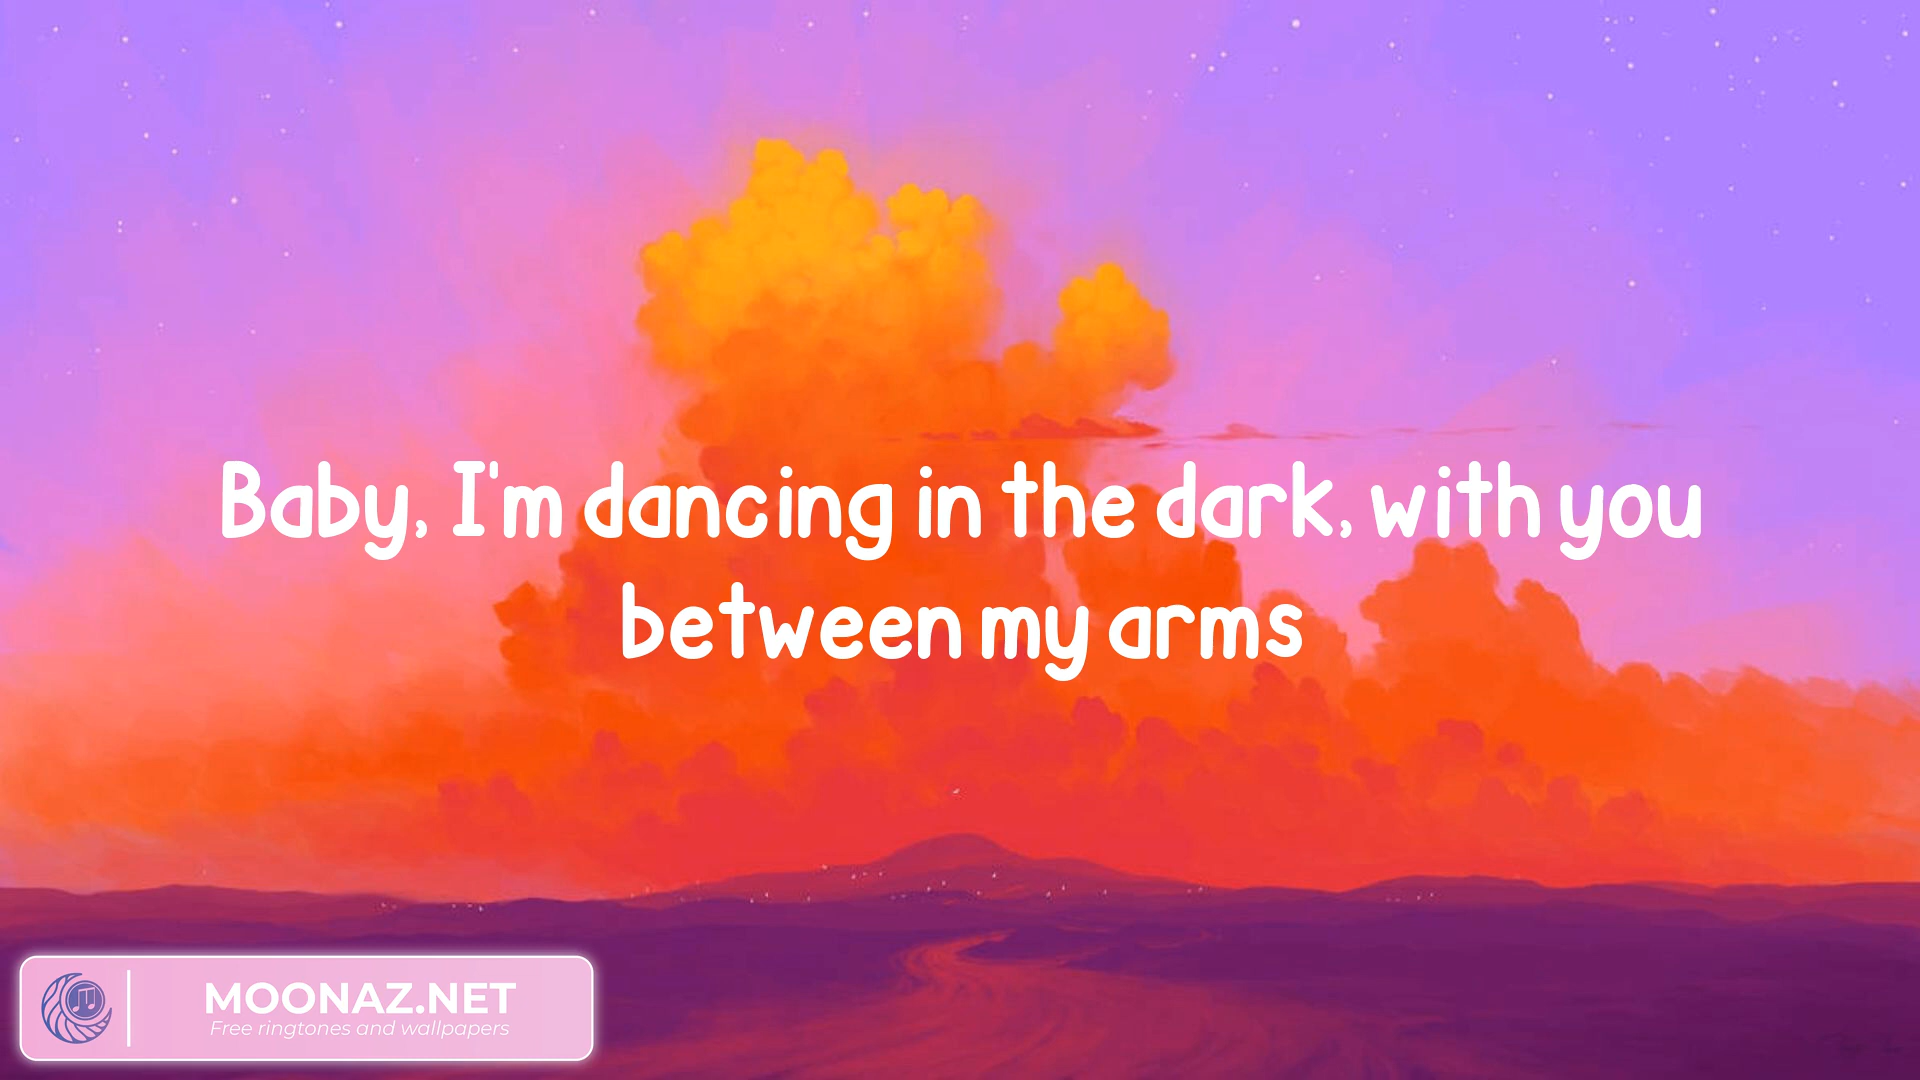 Baby, I'm dancing in the dark, with you
between my arms
MOONAZ.NET
Free ringtones and wallpapers